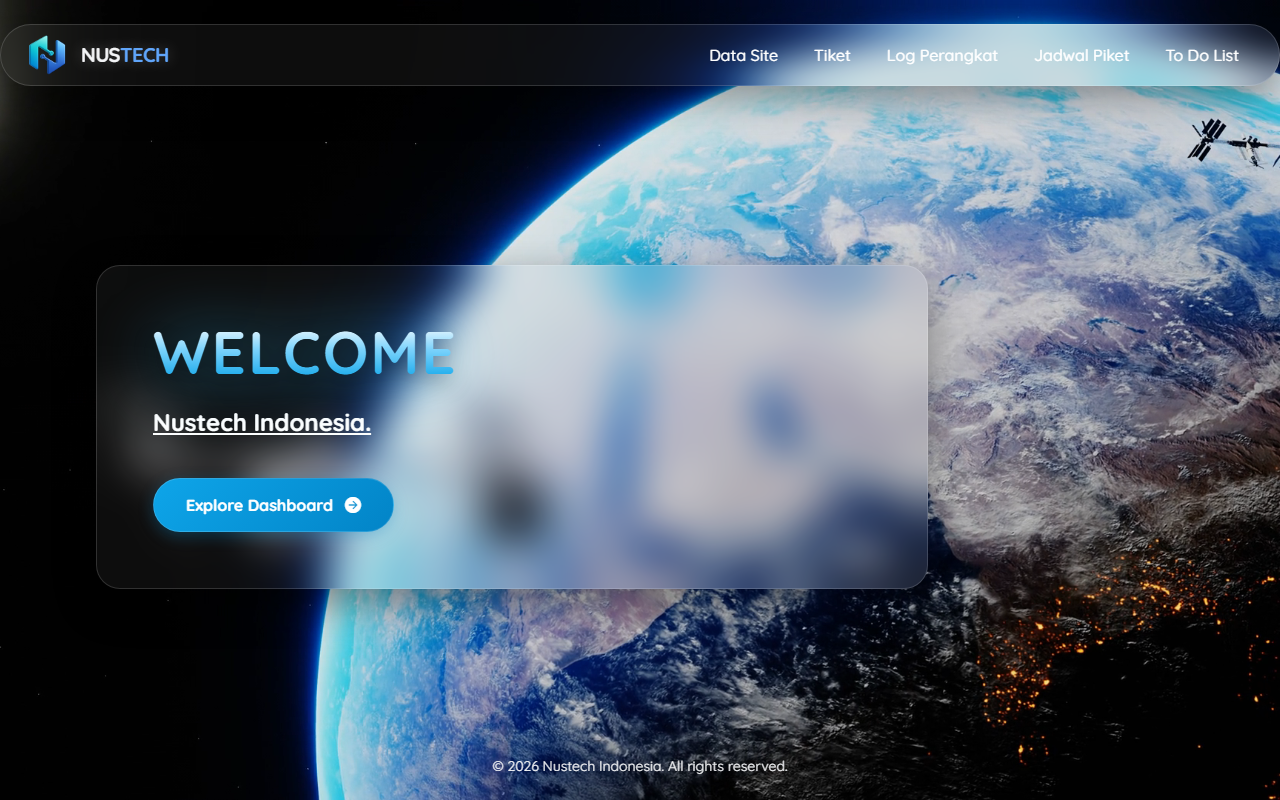 NUSTECH
Data Site
Tiket
Log Perangkat
Jadwal Piket
To Do List
WELCOME
Nustech Indonesia.
Explore Dashboard
© 2026 Nustech Indonesia. All rights reserved.